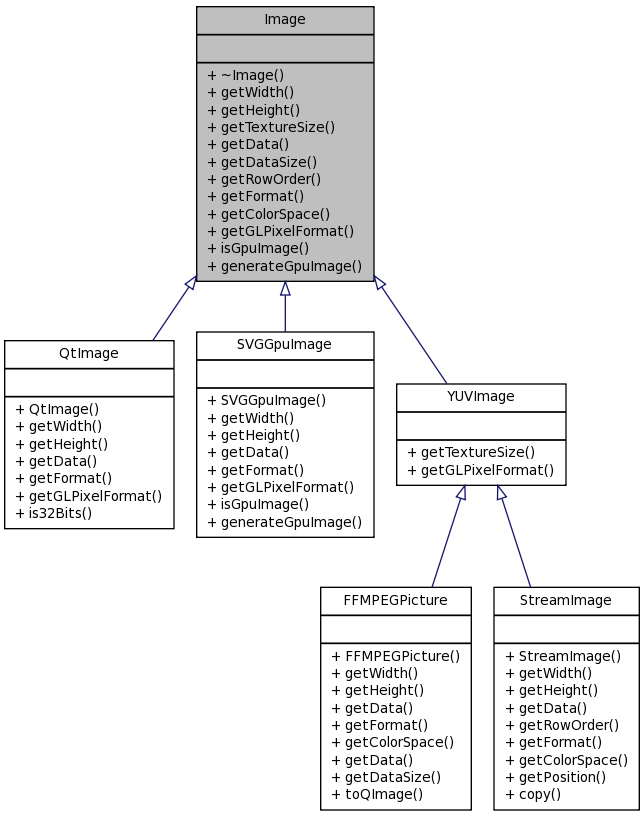 Image
+ ~Image()
+ getWidth()
+ getHeight()
+ getTextureSize()
+ getData()
+ getDataSize()
+ getRowOrder()
+ getFormat()
+ getColorSpace()
+ getGLPixelFormat()
+ isGpuImage()
+ generateGpuImage()
QtImage
+ QtImage()
+ getWidth()
+ getHeight()
+ getData()
+ getFormat()
+ getGLPixelFormat()
+ is32Bits()
SVGGpuImage
+ SVGGpuImage()
+ getWidth()
+ getHeight()
+ getData()
+ getFormat()
+ getGLPixelFormat()
+ isGpuImage()
+ generateGpuImage()
YUVImage
+ getTextureSize()
+ getGLPixelFormat()
FFMPEGPicture
+ FFMPEGPicture()
+ getWidth()
+ getHeight()
+ getData()
+ getFormat()
+ getColorSpace()
+ getData()
+ getDataSize()
+ toQImage()
StreamImage
+ StreamImage()
+ getWidth()
+ getHeight()
+ getData()
+ getRowOrder()
+ getFormat()
+ getColorSpace()
+ getPosition()
+ copy()